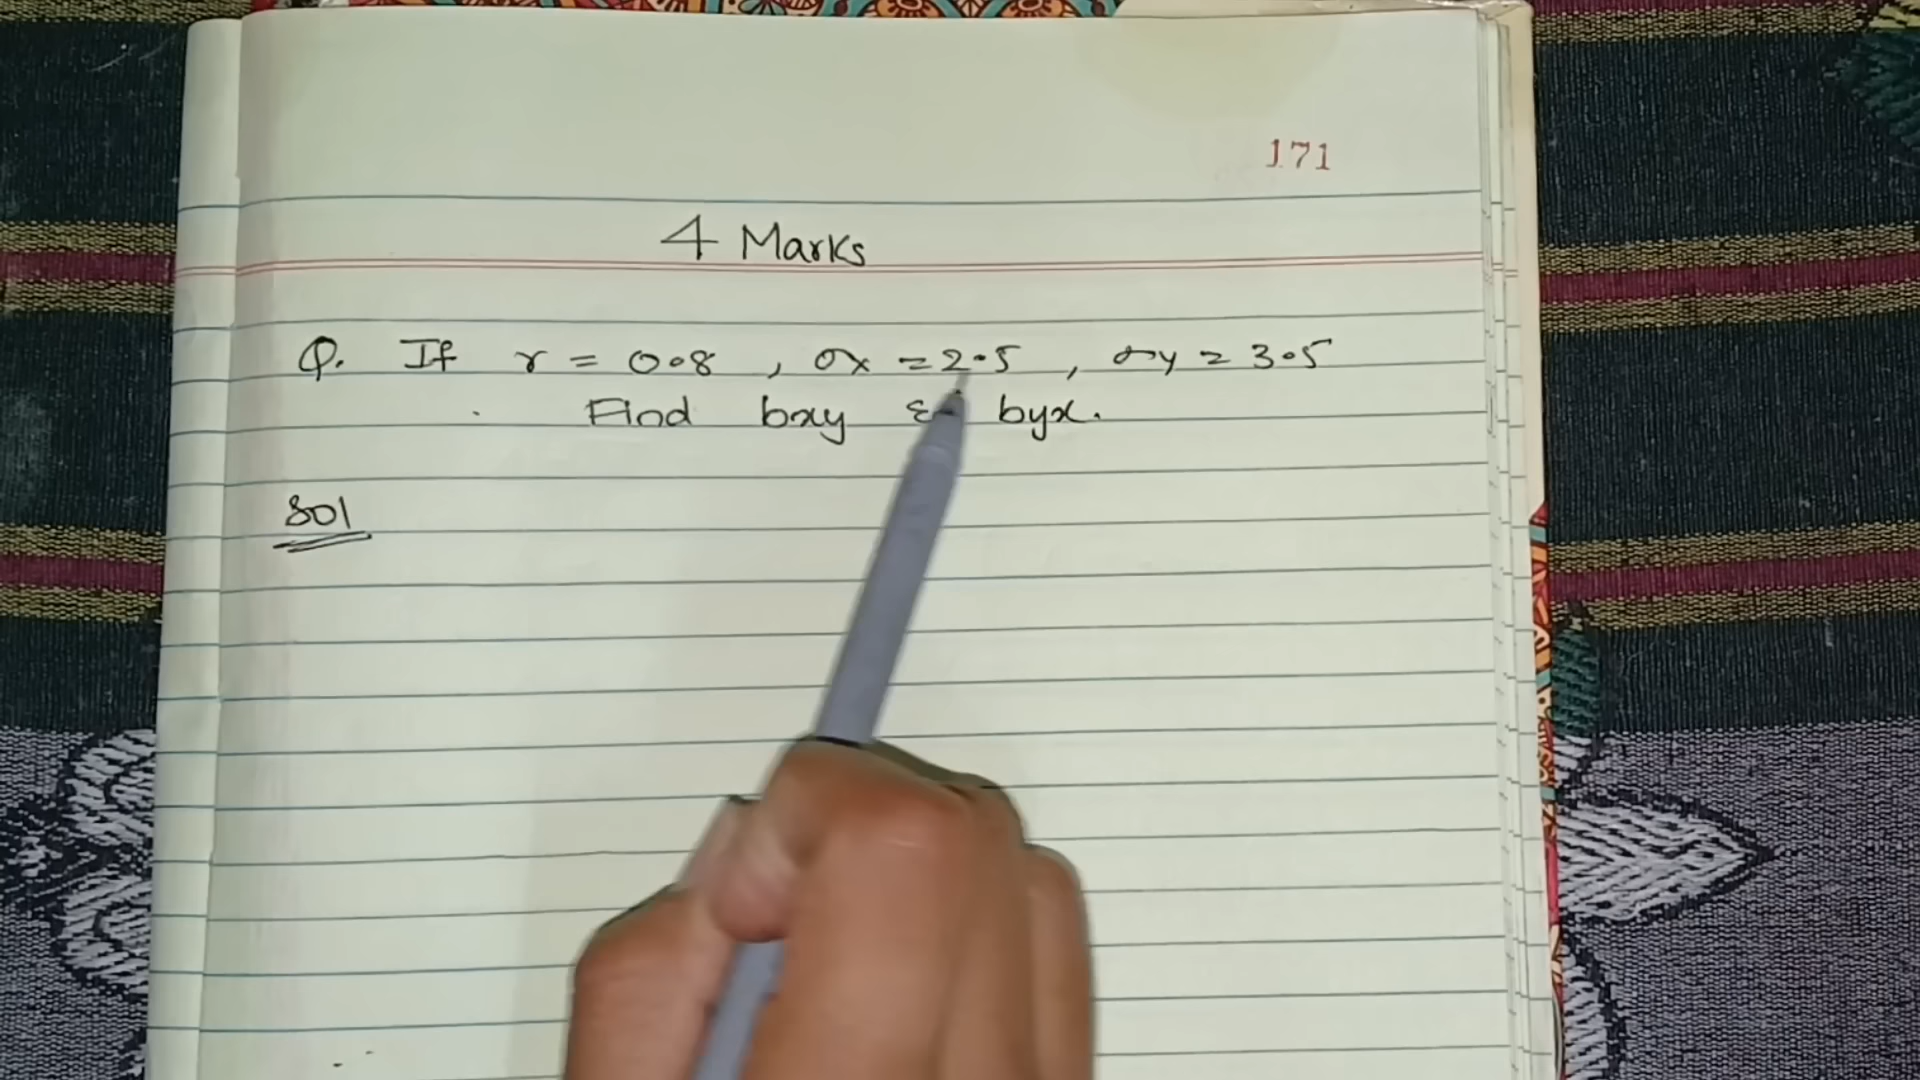 171
4 Marks
Q. If r = 0.8 , σx = 2.5 , σy = 3.5
Find bxy & byx.
Sol